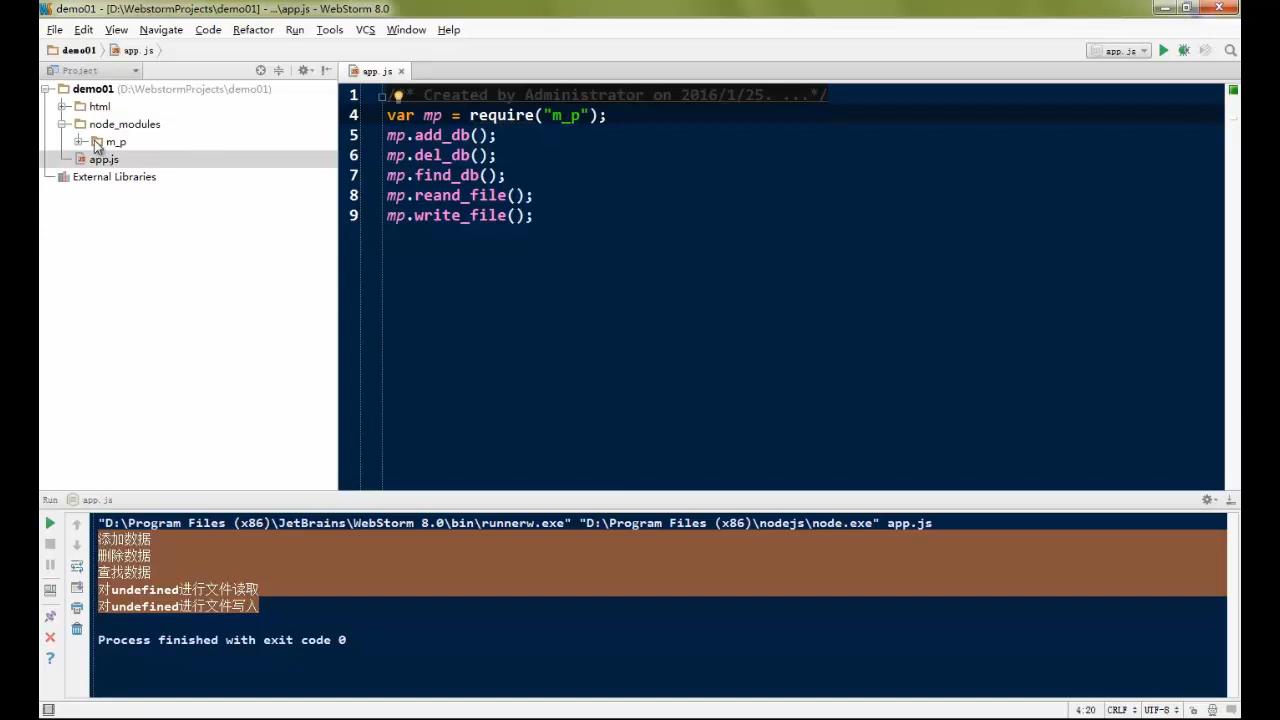 demo01 - [D:\WebstormProjects\demo01] - ...\app.js - WebStorm 8.0
File Edit View Navigate Code Refactor Run Tools VCS Window Help
demo01 app.js app.js
Project app.js
demo01 (D:\WebstormProjects\demo01)
html
node_modules
m_p
app.js
External Libraries
1 /** Created by Administrator on 2016/1/25. ...*/
4 var mp = require("m_p");
5 mp.add_db();
6 mp.del_db();
7 mp.find_db();
8 mp.reand_file();
9 mp.write_file();
Run app.js
"D:\Program Files (x86)\JetBrains\WebStorm 8.0\bin\runnerw.exe" "D:\Program Files (x86)\nodejs\node.exe" app.js
添加数据
删除数据
查找数据
对undefined进行文件读取
对undefined进行文件写入
Process finished with exit code 0
4:20 CRLF UTF-8